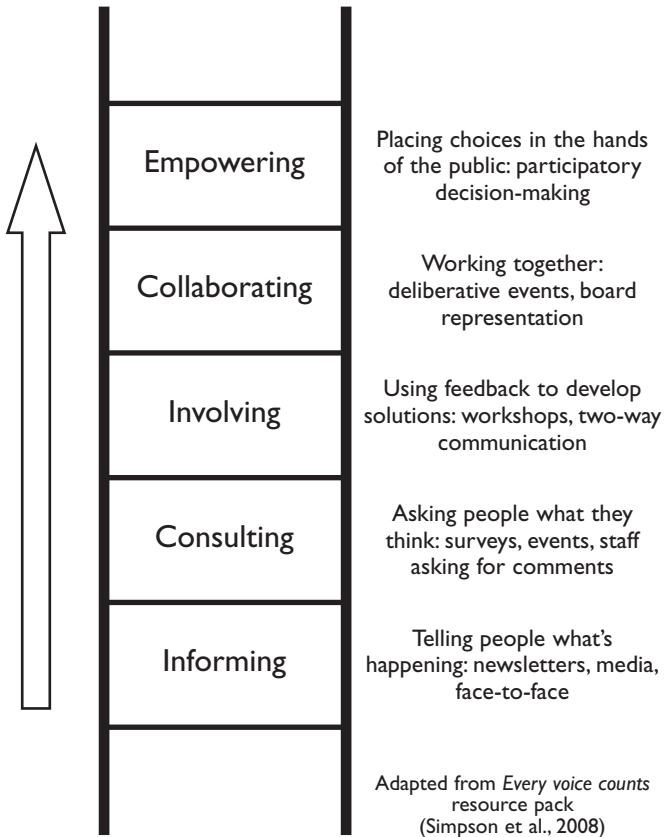 Empowering
Placing choices in the hands
of the public: participatory
decision-making
Collaborating
Working together:
deliberative events, board
representation
Involving
Using feedback to develop
solutions: workshops, two-way
communication
Consulting
Asking people what they
think: surveys, events, staff
asking for comments
Informing
Telling people what's
happening: newsletters, media,
face-to-face
Adapted from Every voice counts
resource pack
(Simpson et al., 2008)